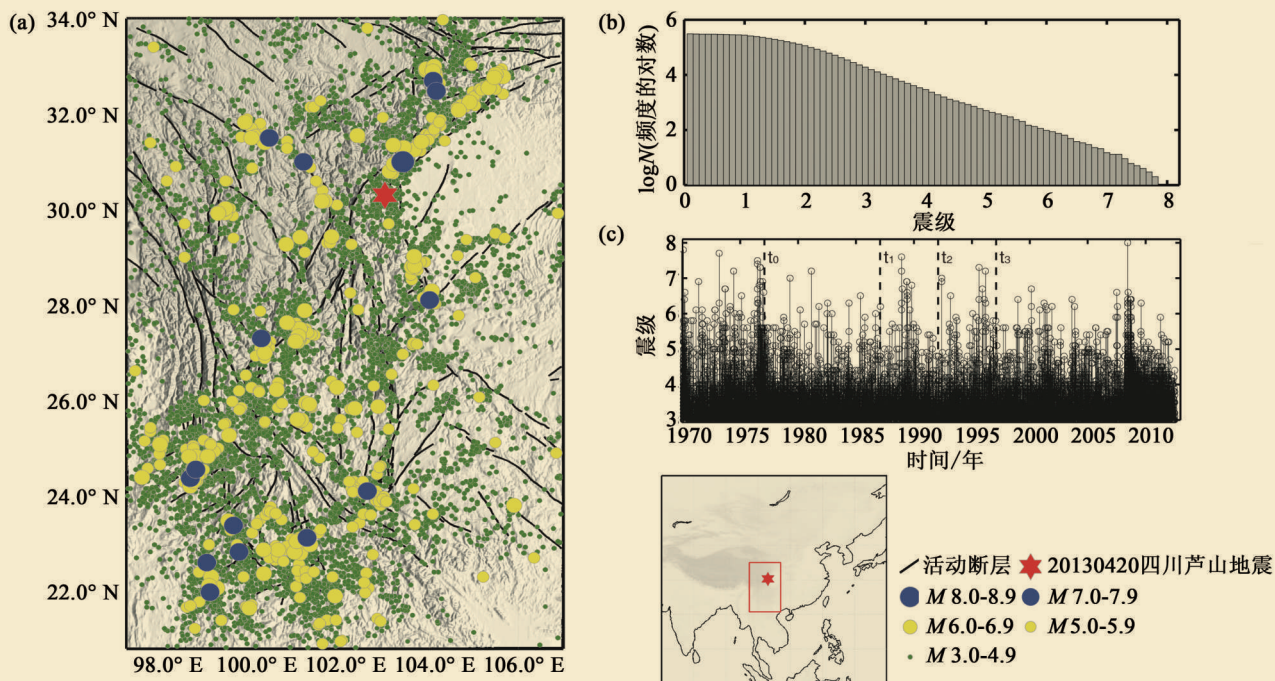 (a)
34.0° N
32.0° N
30.0° N
28.0° N
26.0° N
24.0° N
22.0° N
98.0° E 100.0° E 102.0° E 104.0° E 106.0° E
(b)
logN(频度的对数)
6
4
2
0
0 1 2 3 4 5 6 7 8
震级
(c)
震级
8
7
6
5
4
3
t₀ t₁ t₂ t₃
1970 1975 1980 1985 1990 1995 2000 2005 2010
时间/年
活动断层 20130420四川芦山地震
M 8.0-8.9 M 7.0-7.9
M 6.0-6.9 M 5.0-5.9
M 3.0-4.9